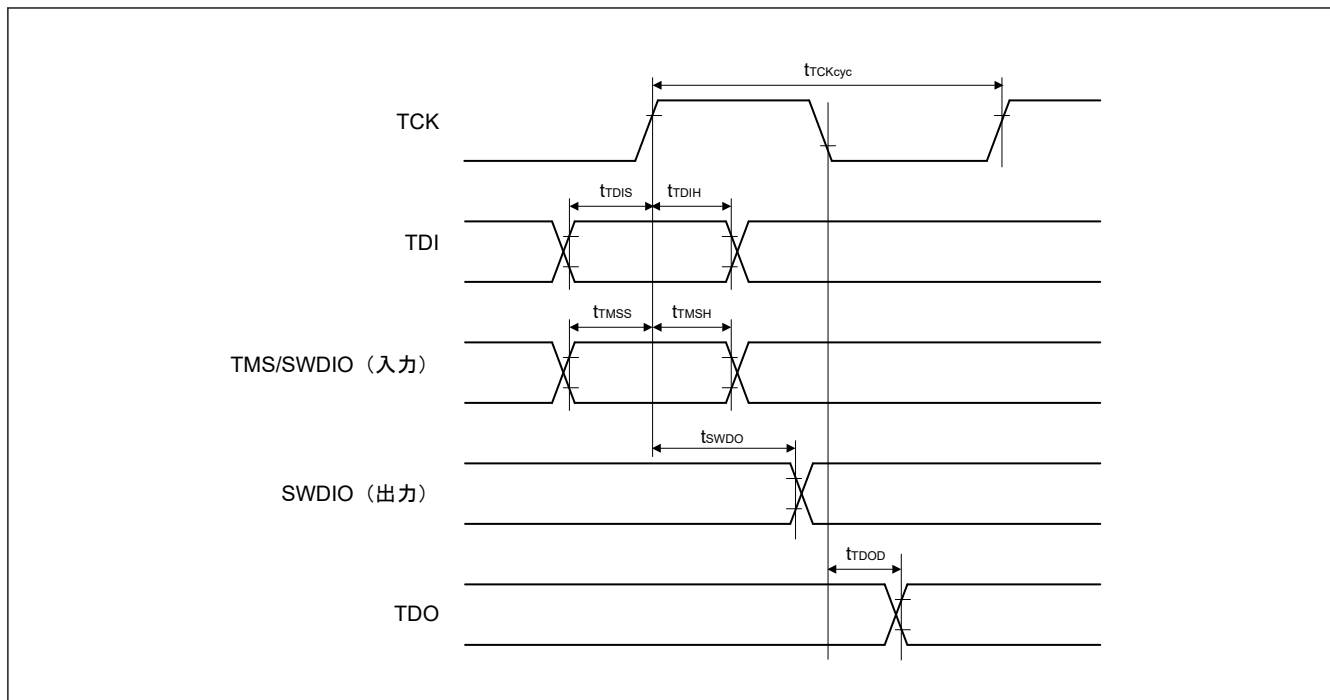 tTCKcyc
TCK
tTDIS tTDIH
TDI
tTMSS tTMSH
TMS/SWDIO（入力）
tSWDO
SWDIO（出力）
tTDOD
TDO